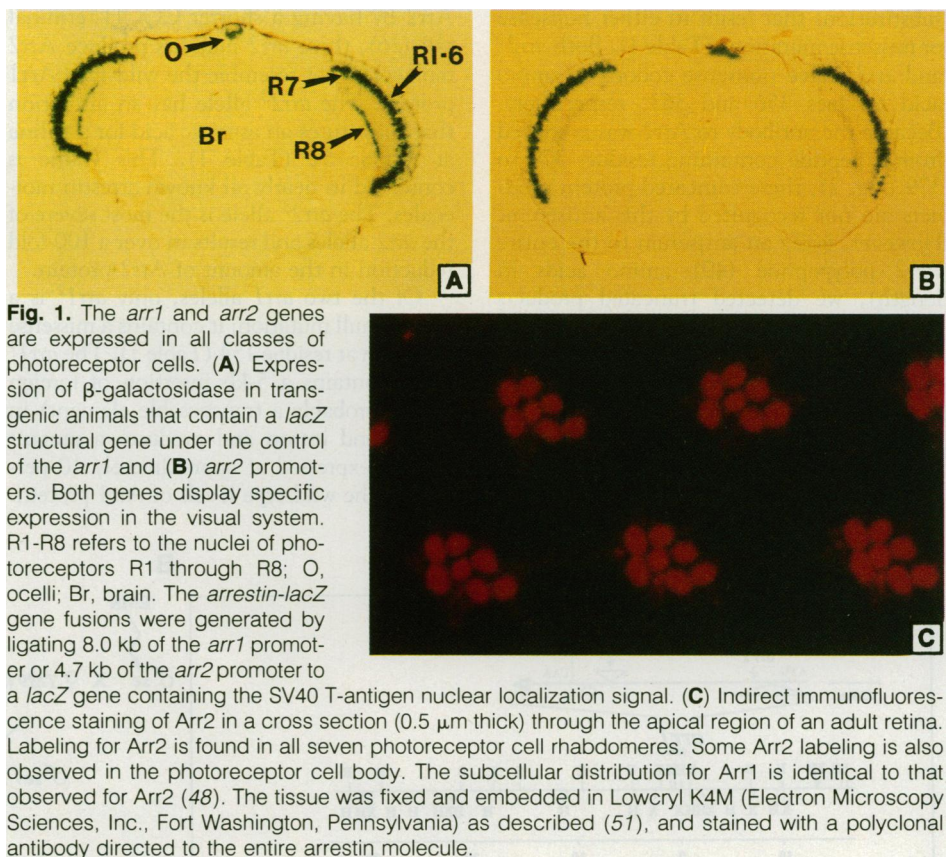 O
R7
RI-6
Br
R8
A
B
Fig. 1. The arr1 and arr2 genes
are expressed in all classes of
photoreceptor cells. (A) Expres-
sion of β-galactosidase in trans-
genic animals that contain a lacZ
structural gene under the control
of the arr1 and (B) arr2 promot-
ers. Both genes display specific
expression in the visual system.
R1-R8 refers to the nuclei of pho-
toreceptors R1 through R8; O,
ocelli; Br, brain. The arrestin-lacZ
gene fusions were generated by
ligating 8.0 kb of the arr1 promot-
er or 4.7 kb of the arr2 promoter to
C
a lacZ gene containing the SV40 T-antigen nuclear localization signal. (C) Indirect immunofluores-
cence staining of Arr2 in a cross section (0.5 μm thick) through the apical region of an adult retina.
Labeling for Arr2 is found in all seven photoreceptor cell rhabdomeres. Some Arr2 labeling is also
observed in the photoreceptor cell body. The subcellular distribution for Arr1 is identical to that
observed for Arr2 (48). The tissue was fixed and embedded in Lowcryl K4M (Electron Microscopy
Sciences, Inc., Fort Washington, Pennsylvania) as described (51), and stained with a polyclonal
antibody directed to the entire arrestin molecule.